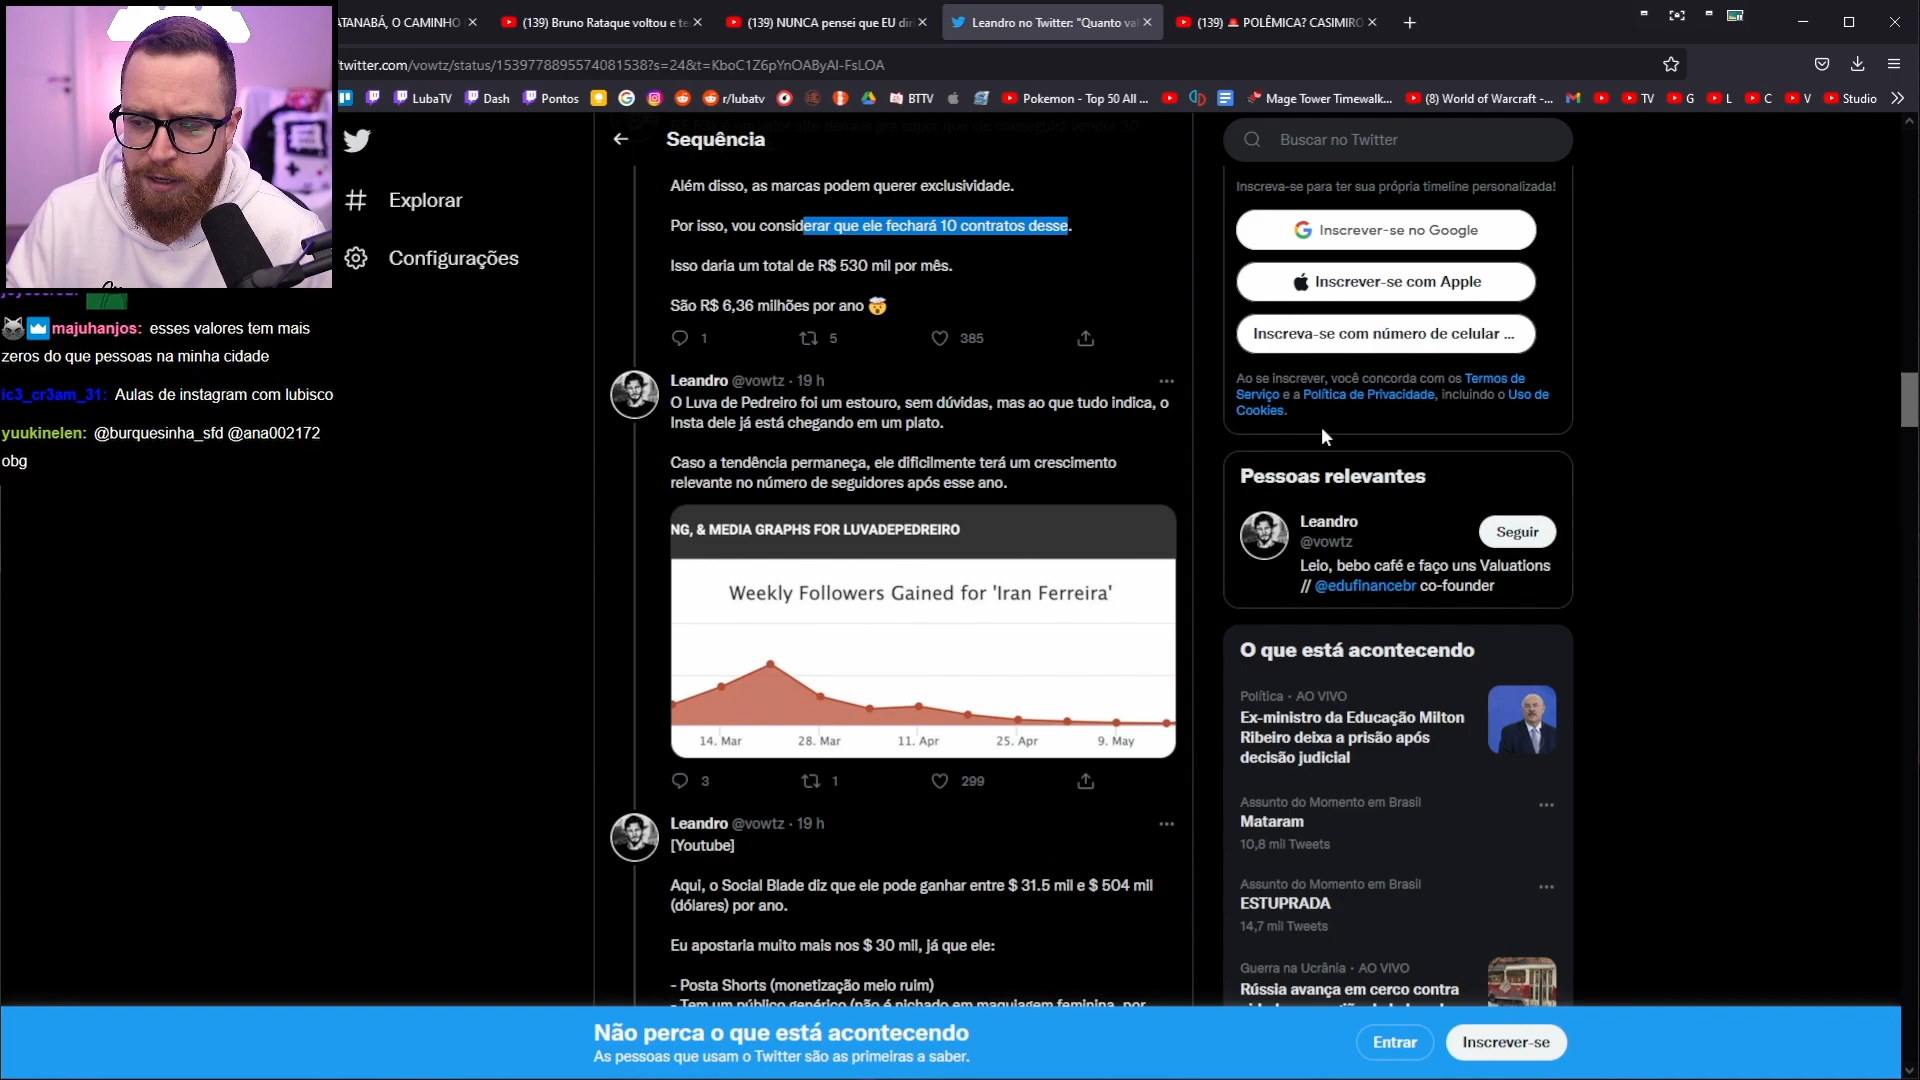 ATANABÁ, O CAMINHO
(139) Bruno Rataque voltou e te
(139) NUNCA pensei que EU di
Leandro no Twitter: "Quanto va
(139) 🚨 POLÊMICA? CASIMIRO
twitter.com/vowtz/status/1539778895574081538?s=24&t=KboC1Z6pYnOAByAI-FsLOA
LubaTV
Dash
Pontos
r/lubatv
BTTV
Pokemon - Top 50 All ...
Mage Tower Timewalk...
(8) World of Warcraft -...
TV
G
L
C
V
Studio
Explorar
Configurações
majuhanjos: esses valores tem mais
zeros do que pessoas na minha cidade
ic3_cr3am_31: Aulas de instagram com lubisco
yuukinelen: @burquesinha_sfd @ana002172
obg
Sequência
Além disso, as marcas podem querer exclusividade.
Por isso, vou considerar que ele fechará 10 contratos desse.
Isso daria um total de R$ 530 mil por mês.
São R$ 6,36 milhões por ano 🤯
1
5
385
Leandro @vowtz · 19 h
O Luva de Pedreiro foi um estouro, sem dúvidas, mas ao que tudo indica, o
Insta dele já está chegando em um plato.
Caso a tendência permaneça, ele dificilmente terá um crescimento
relevante no número de seguidores após esse ano.
NG, & MEDIA GRAPHS FOR LUVADEPEDREIRO
Weekly Followers Gained for 'Iran Ferreira'
14. Mar
28. Mar
11. Apr
25. Apr
9. May
3
1
299
Leandro @vowtz · 19 h
[Youtube]
Aqui, o Social Blade diz que ele pode ganhar entre $ 31.5 mil e $ 504 mil
(dólares) por ano.
Eu apostaria muito mais nos $ 30 mil, já que ele:
- Posta Shorts (monetização meio ruim)
- Tem um público genérico (não é nichado em maquiagem feminina, por
Buscar no Twitter
Inscreva-se para ter sua própria timeline personalizada!
Inscrever-se no Google
Inscrever-se com Apple
Inscreva-se com número de celular ...
Ao se inscrever, você concorda com os Termos de
Serviço e a Política de Privacidade, incluindo o Uso de
Cookies.
Pessoas relevantes
Leandro
@vowtz
Seguir
Leio, bebo café e faço uns Valuations
// @edufinancebr co-founder
O que está acontecendo
Política · AO VIVO
Ex-ministro da Educação Milton
Ribeiro deixa a prisão após
decisão judicial
Assunto do Momento em Brasil
Mataram
10,8 mil Tweets
Assunto do Momento em Brasil
ESTUPRADA
14,7 mil Tweets
Guerra na Ucrânia · AO VIVO
Rússia avança em cerco contra
Não perca o que está acontecendo
As pessoas que usam o Twitter são as primeiras a saber.
Entrar
Inscrever-se